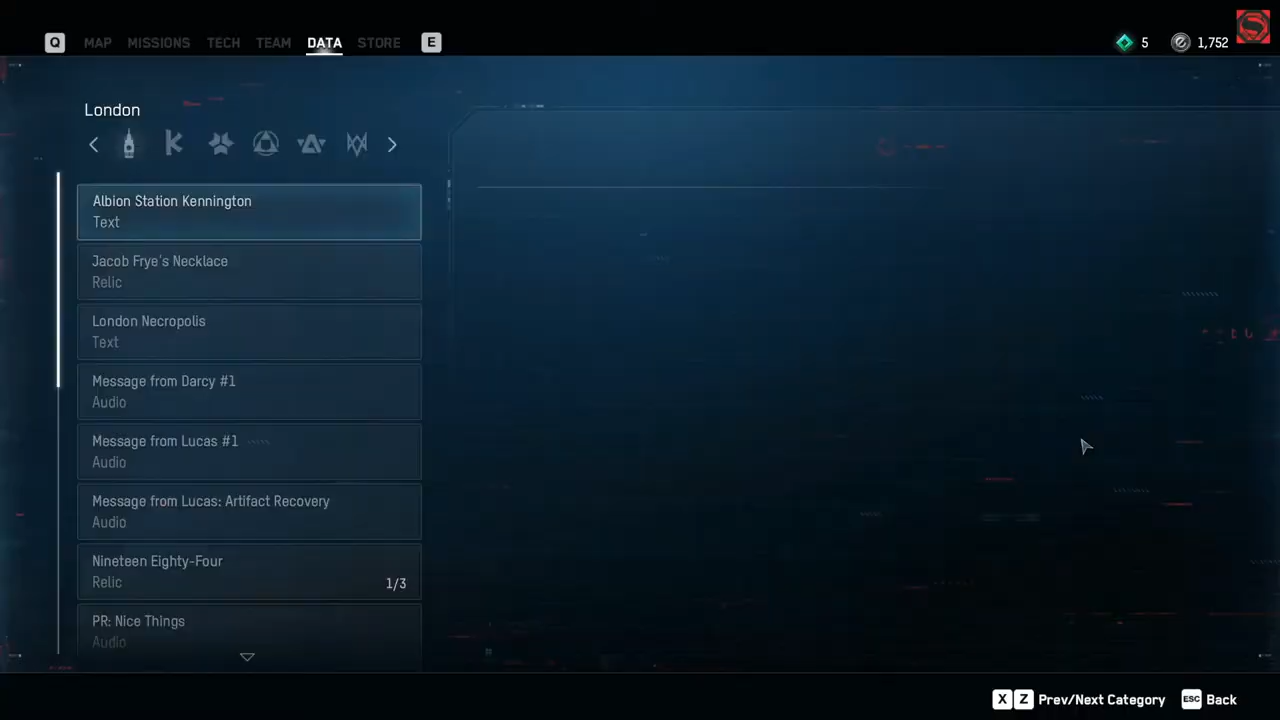 Q MAP MISSIONS TECH TEAM DATA STORE E 5 1,752
London
Albion Station Kennington
Text
Jacob Frye's Necklace
Relic
London Necropolis
Text
Message from Darcy #1
Audio
Message from Lucas #1
Audio
Message from Lucas: Artifact Recovery
Audio
Nineteen Eighty-Four
Relic 1/3
PR: Nice Things
Audio
X Z Prev/Next Category ESC Back